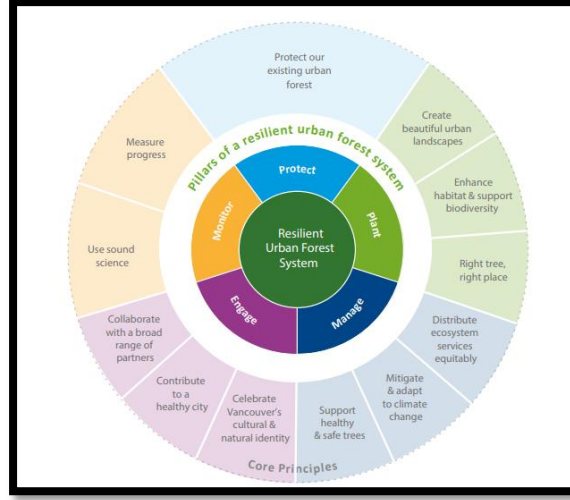 Protect our
existing urban
forest
Create
beautiful urban
landscapes
Enhance
habitat & support
biodiversity
Right tree,
right place
Distribute
ecosystem
services
equitably
Mitigate
& adapt
to climate
change
Support
healthy
& safe trees
Celebrate
Vancouver's
cultural &
natural identity
Contribute
to a
healthy city
Collaborate
with a broad
range of
partners
Use sound
science
Measure
progress
Pillars of a resilient urban forest system
Protect
Plant
Manage
Engage
Monitor
Resilient
Urban Forest
System
Core Principles